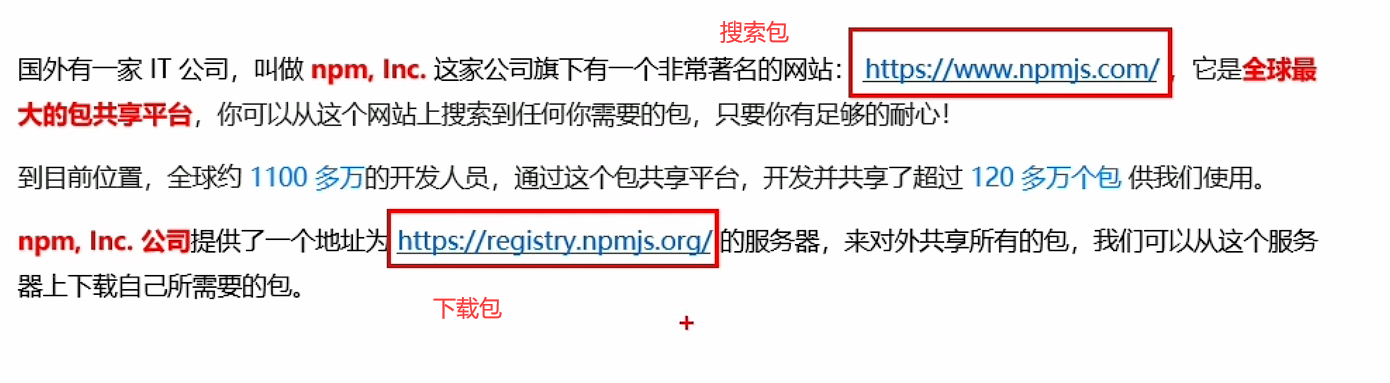 搜索包
国外有一家 IT 公司，叫做 npm, Inc. 这家公司旗下有一个非常著名的网站： https://www.npmjs.com/ ，它是全球最
大的包共享平台，你可以从这个网站上搜索到任何你需要的包，只要你有足够的耐心！
到目前位置，全球约 1100 多万的开发人员，通过这个包共享平台，开发并共享了超过 120 多万个包 供我们使用。
npm, Inc. 公司提供了一个地址为 https://registry.npmjs.org/ 的服务器，来对外共享所有的包，我们可以从这个服务
器上下载自己所需要的包。
下载包